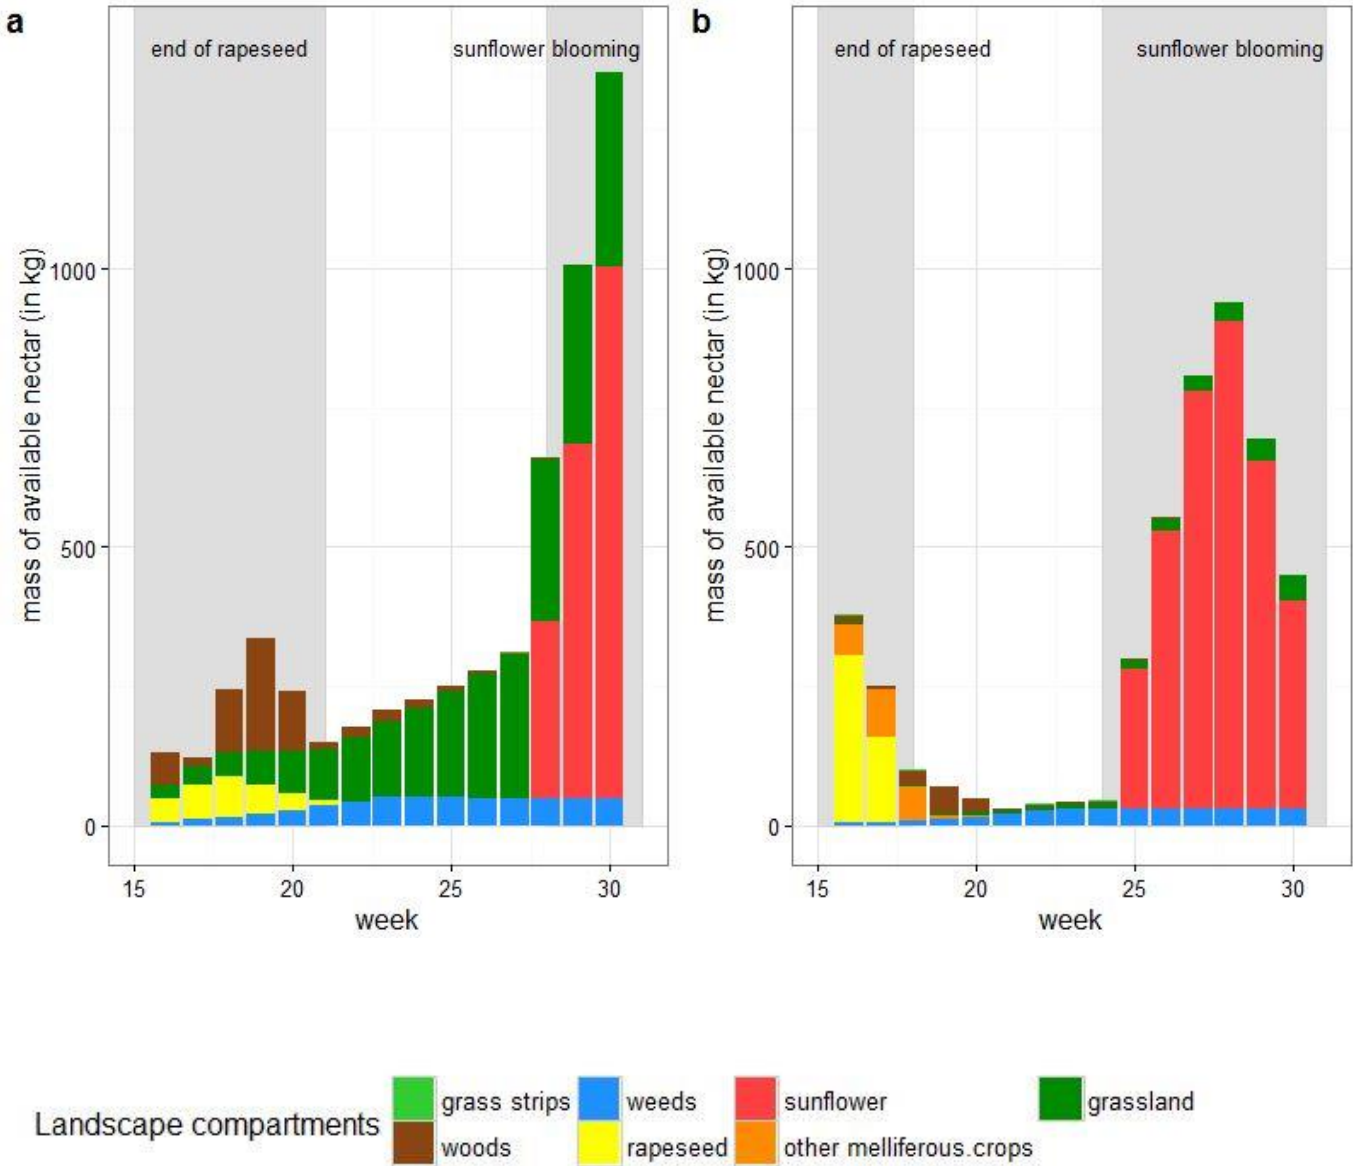 a
b
end of rapeseed
sunflower blooming
end of rapeseed
sunflower blooming
mass of available nectar (in kg)
1000
500
0
15
20
25
30
week
mass of available nectar (in kg)
1000
500
0
15
20
25
30
week
Landscape compartments
grass strips
weeds
sunflower
grassland
woods
rapeseed
other melliferous.crops